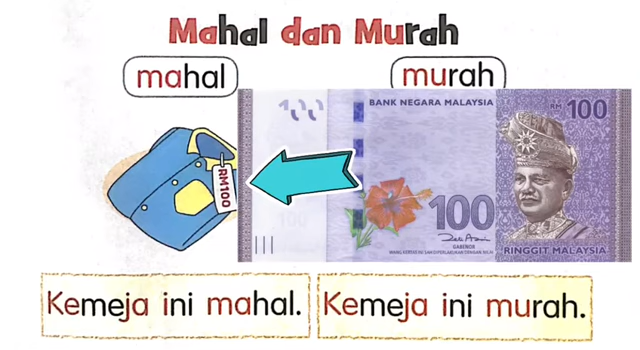 Mahal dan Murah
mahal
murah
BANK NEGARA MALAYSIA
RM 100
100
RM100
100
100
GABENOR
RINGGIT MALAYSIA
Kemeja ini mahal.
Kemeja ini murah.